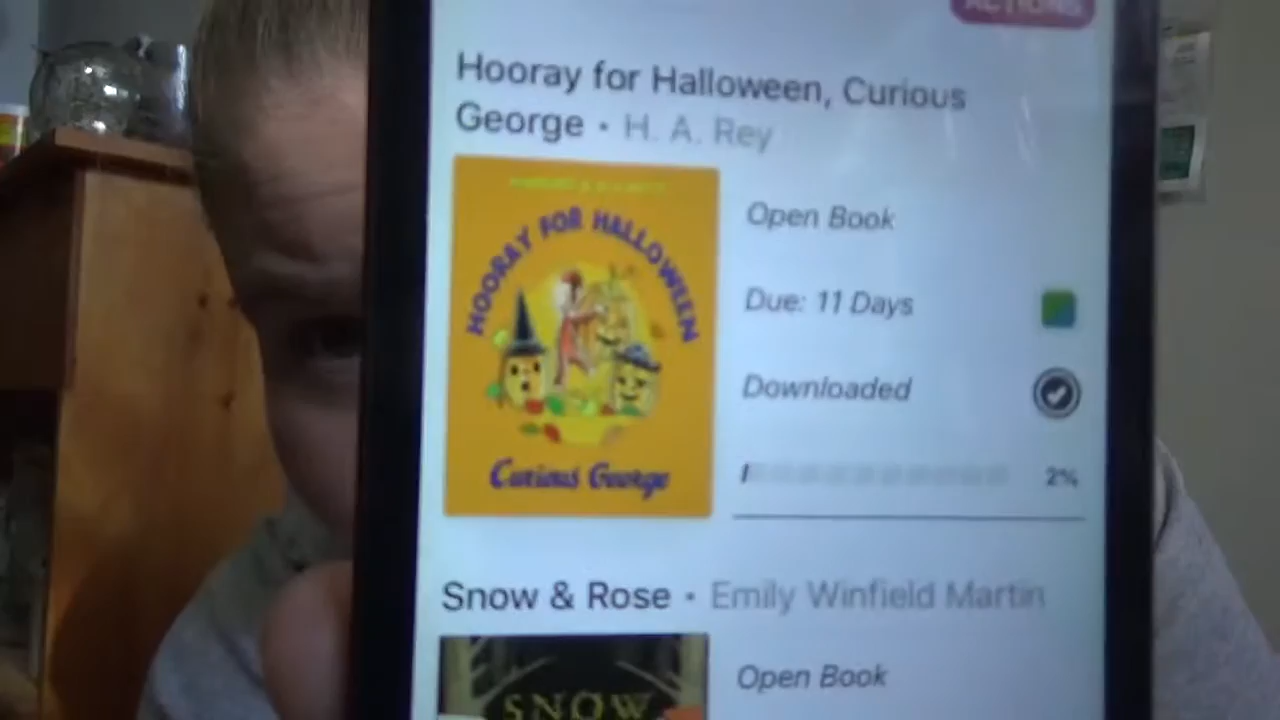 ACTIONS
Hooray for Halloween, Curious
George • H. A. Rey
HOORAY FOR HALLOWEEN
Curious George
Open Book
Due: 11 Days
Downloaded
2%
Snow & Rose • Emily Winfield Martin
SNOW
Open Book